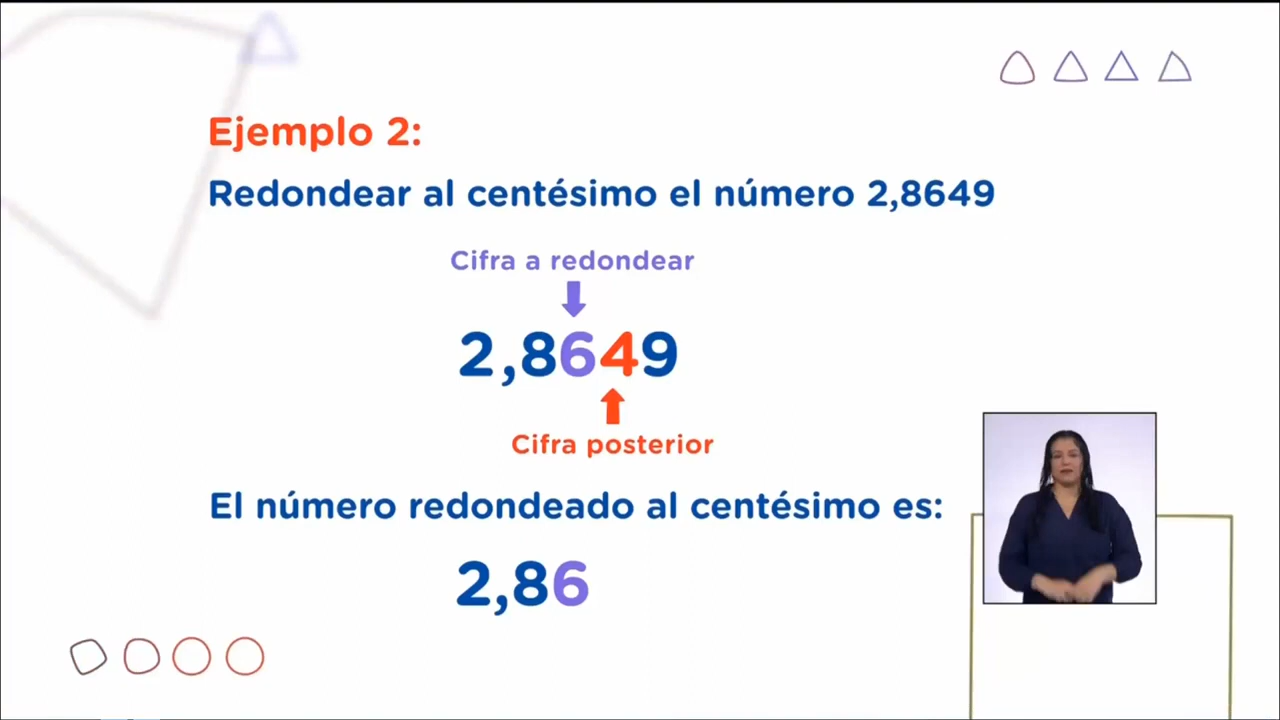 Ejemplo 2:
Redondear al centésimo el número 2,8649
Cifra a redondear
2,8649
Cifra posterior
El número redondeado al centésimo es:
2,86